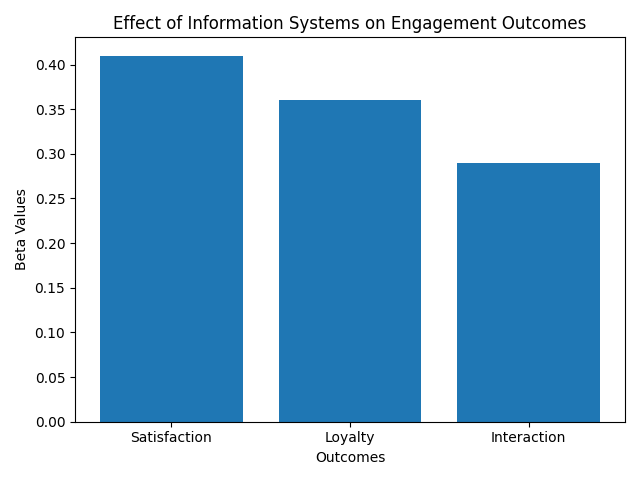 Effect of Information Systems on Engagement Outcomes
0.40
0.35
0.30
0.25
0.20
0.15
0.10
0.05
0.00
Beta Values
Satisfaction
Loyalty
Interaction
Outcomes